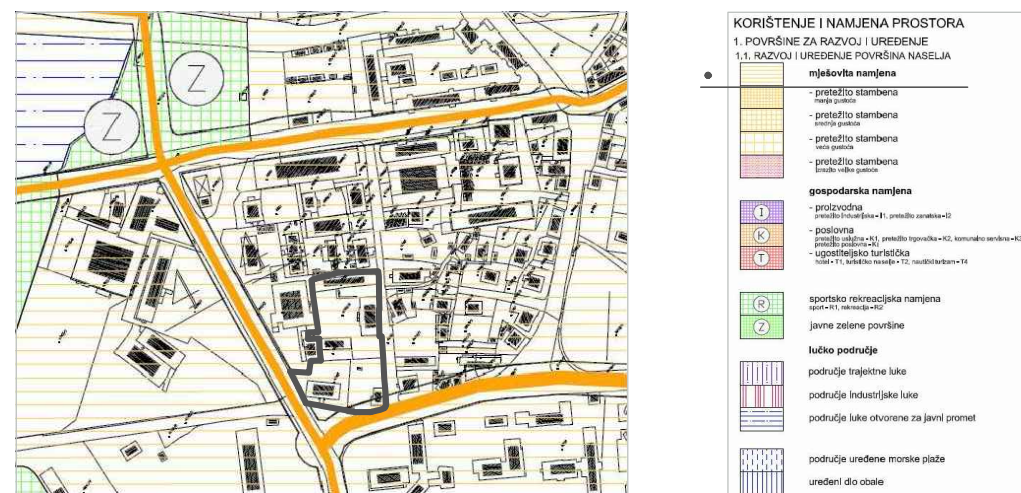 Z
Z
KORIŠTENJE I NAMJENA PROSTORA
1. POVRŠINE ZA RAZVOJ I UREĐENJE
1.1. RAZVOJ I UREĐENJE POVRŠINA NASELJA
mješovita namjena
- pretežito stambena
manja gustoća
- pretežito stambena
srednja gustoća
- pretežito stambena
veća gustoća
- pretežito stambena
izrazito velike gustoće
gospodarska namjena
I
- proizvodna
pretežito industrijska - I1, pretežito zanatska - I2
K
- poslovna
pretežito uslužna - K1, pretežito trgovačka - K2, komunalno servisna - K3
pretežito poslovna - K
T
- ugostiteljsko turistička
hotel - T1, turističko naselje - T2, nautički turizam - T4
R
sportsko rekreacijska namjena
sport - R1, rekreacija - R2
Z
javne zelene površine
lučko područje
područje trajektne luke
područje industrijske luke
područje luke otvorene za javni promet
područje uređene morske plaže
uređeni dio obale